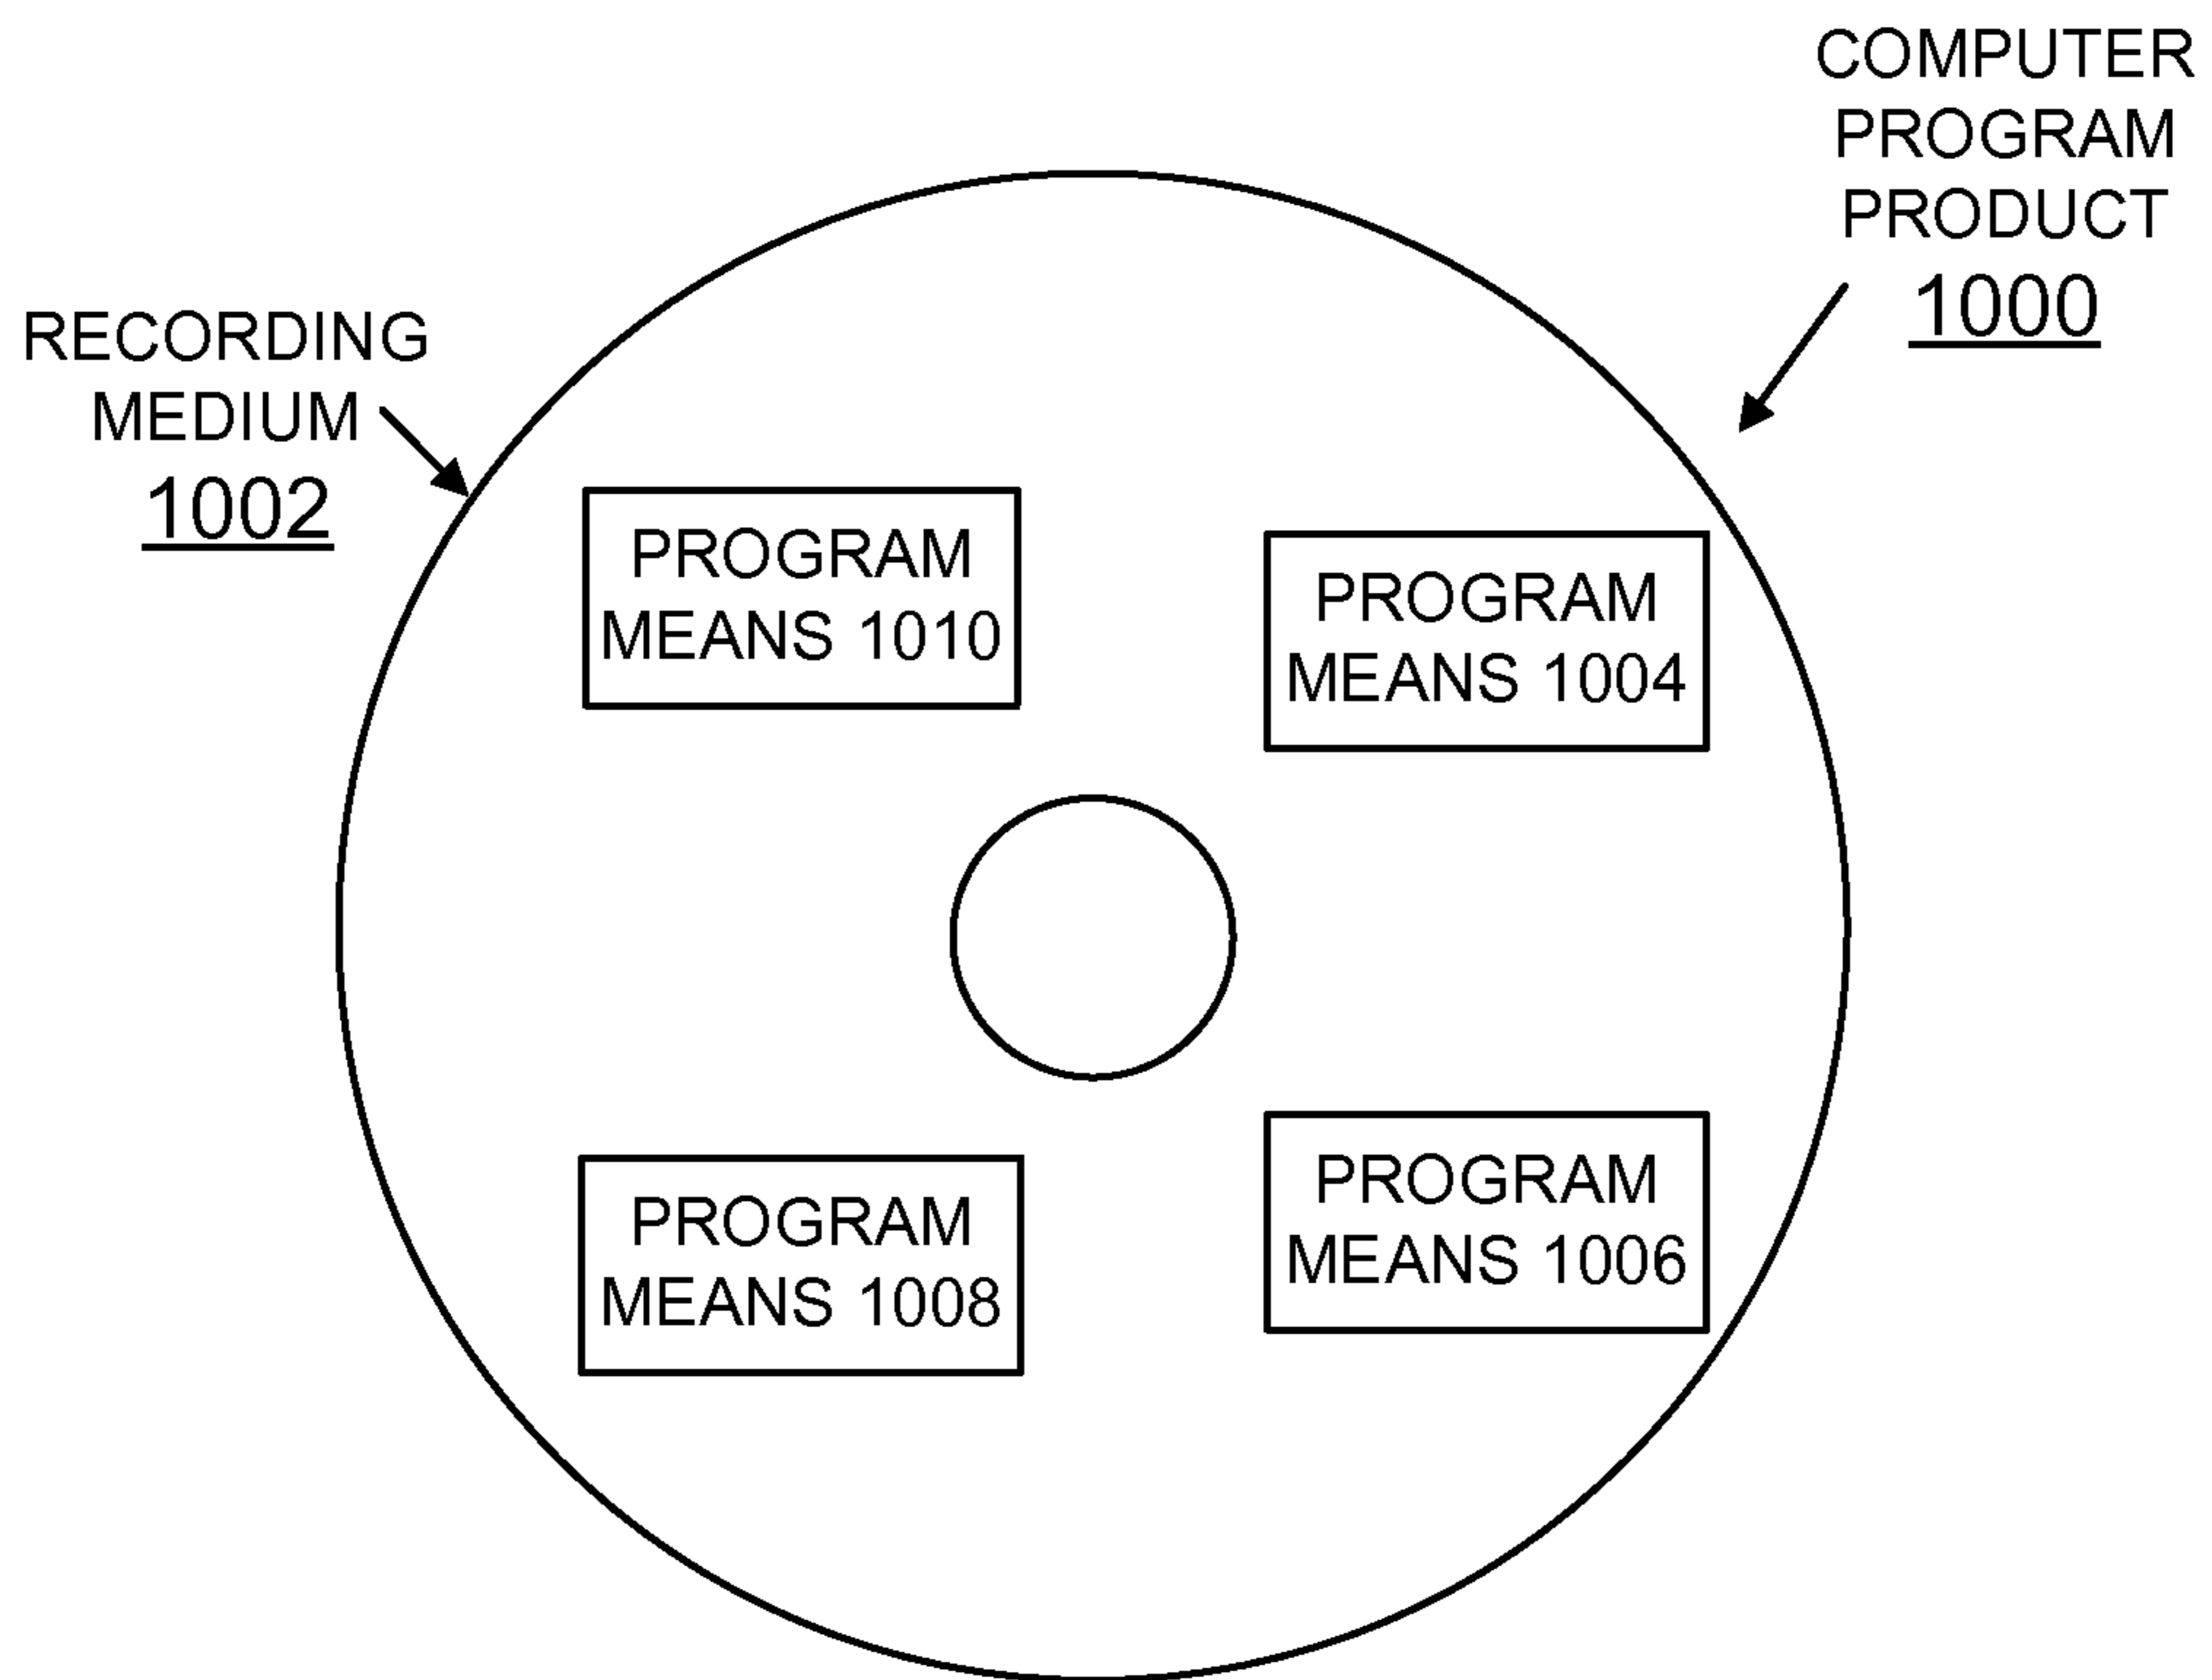 COMPUTER
PROGRAM
PRODUCT
1000
RECORDING
MEDIUM
1002
PROGRAM
MEANS 1010
PROGRAM
MEANS 1004
PROGRAM
MEANS 1008
PROGRAM
MEANS 1006